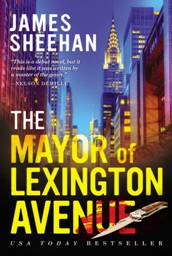 JAMES
SHEEHAN
"This is a debut novel, but it
reads like it was written by
a master of the genre."
—NELSON DEMILLE
THE
MAYOR of
LEXINGTON
AVENUE
USA TODAY BESTSELLER